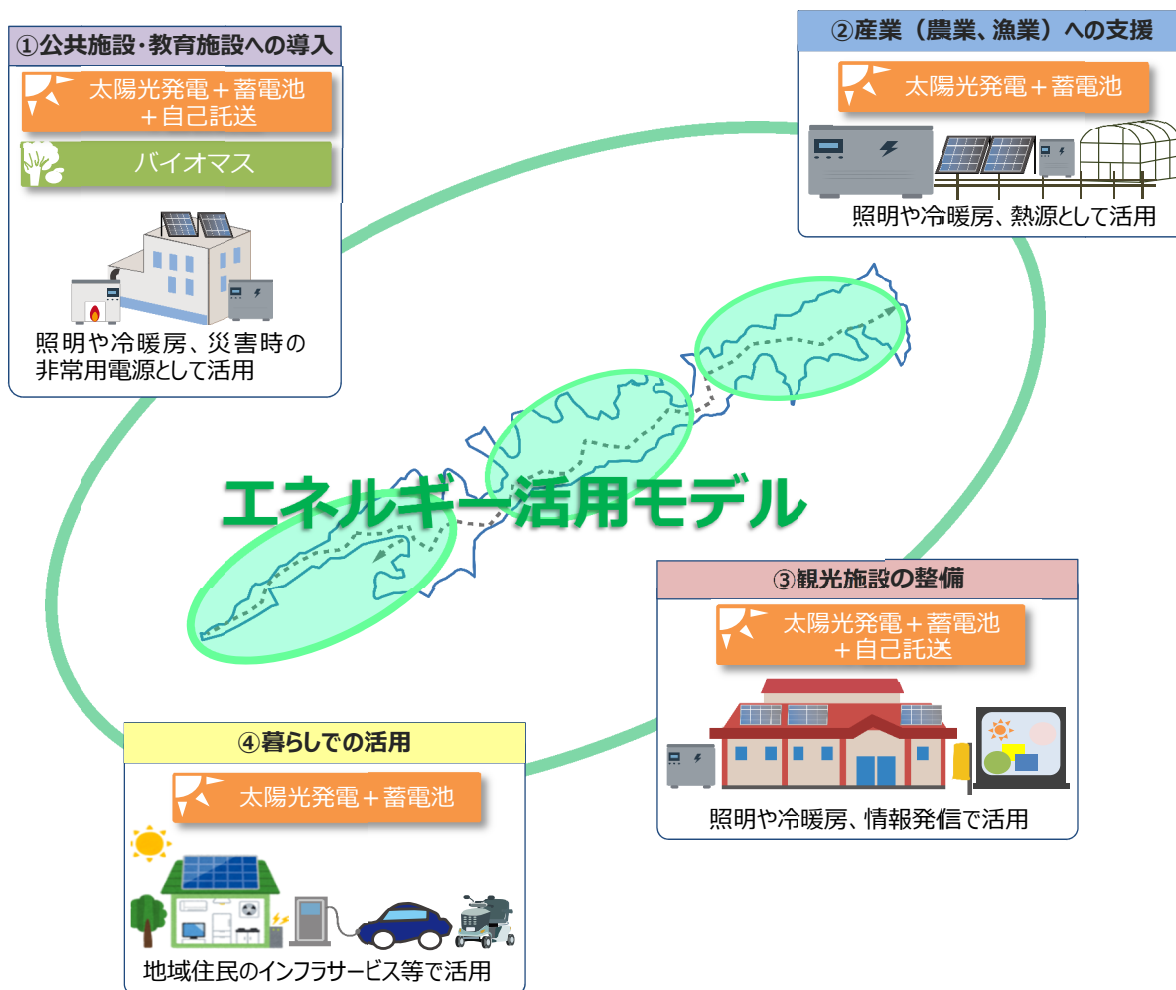 ①公共施設・教育施設への導入
太陽光発電＋蓄電池
＋自己託送
バイオマス
照明や冷暖房、災害時の
非常用電源として活用
②産業（農業、漁業）への支援
太陽光発電＋蓄電池
照明や冷暖房、熱源として活用
エネルギー活用モデル
③観光施設の整備
太陽光発電＋蓄電池
＋自己託送
照明や冷暖房、情報発信で活用
④暮らしでの活用
太陽光発電＋蓄電池
地域住民のインフラサービス等で活用